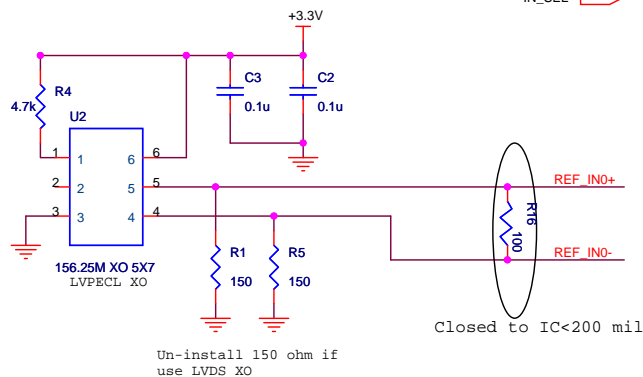 +3.3V
R4
4.7k
C3
0.1u
C2
0.1u
U2
1 1 6 6
2 2 5 5
3 3 4 4
156.25M XO 5X7
LVPECL XO
R1
150
R5
150
R16
100
REF_IN0+
REF_IN0-
Closed to IC<200 mil
Un-install 150 ohm if
use LVDS XO